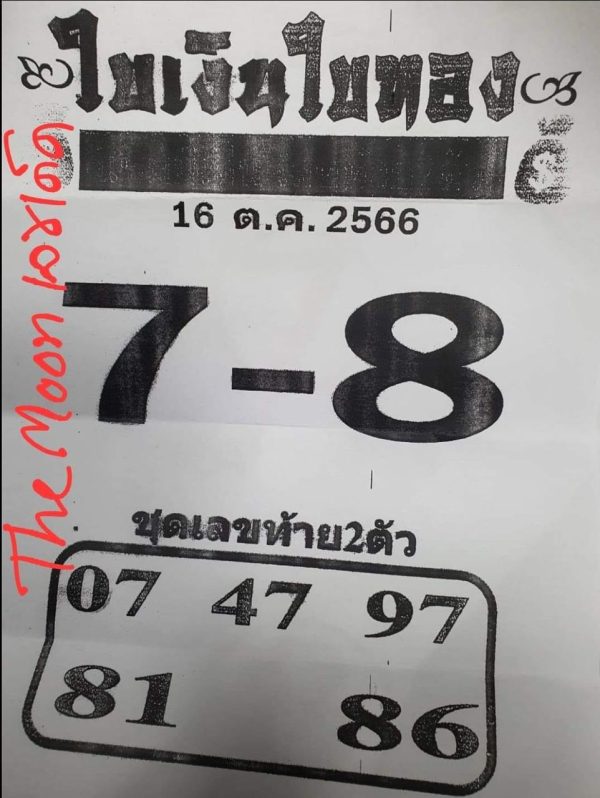 ใบเงินใบทอง
16 ต.ค. 2566
7-8
ชุดเลขท้าย2ตัว
07 47 97
81 86
The Moon